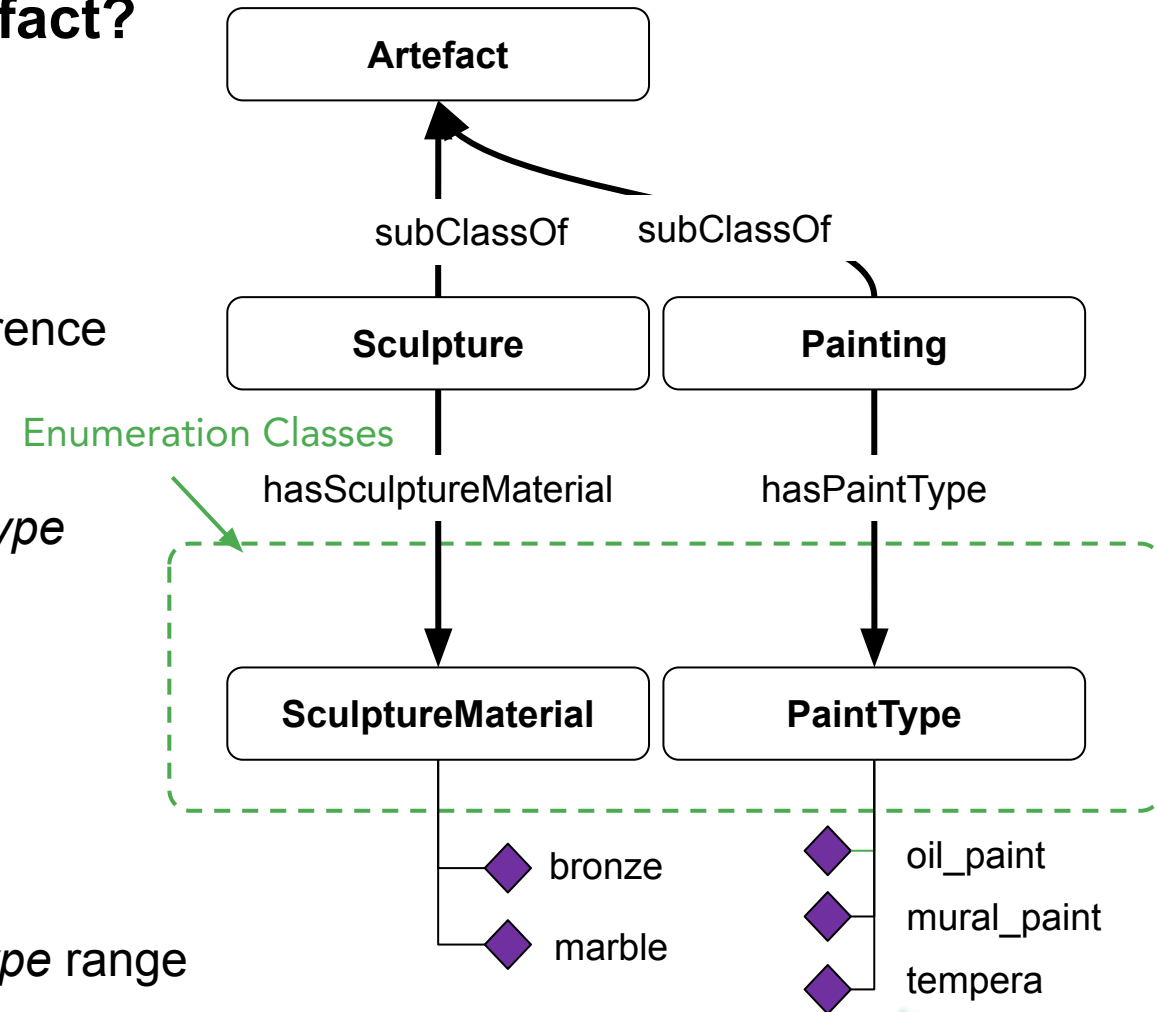 fact?
Artefact
subClassOf
subClassOf
rence
Sculpture
Painting
Enumeration Classes
hasSculptureMaterial
hasPaintType
ype
SculptureMaterial
PaintType
bronze
oil_paint
mural_paint
marble
pe range
tempera